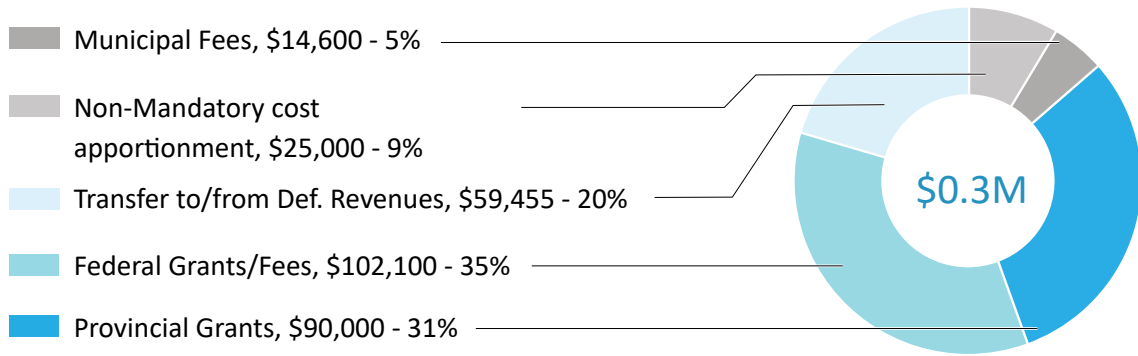 Municipal Fees, $14,600 - 5%
Non-Mandatory cost
apportionment, $25,000 - 9%
Transfer to/from Def. Revenues, $59,455 - 20%
Federal Grants/Fees, $102,100 - 35%
Provincial Grants, $90,000 - 31%
$0.3M